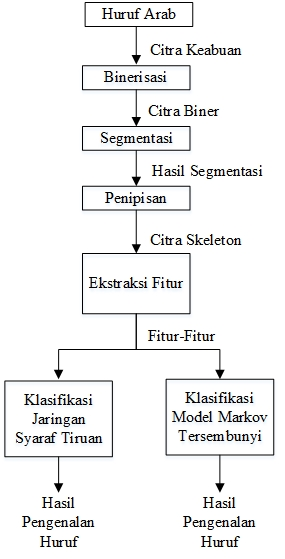 Huruf Arab
Citra Keabuan
Binerisasi
Citra Biner
Segmentasi
Hasil Segmentasi
Penipisan
Citra Skeleton
Ekstraksi Fitur
Fitur-Fitur
Klasifikasi
Jaringan
Syaraf Tiruan
Klasifikasi
Model Markov
Tersembunyi
Hasil
Pengenalan
Huruf
Hasil
Pengenalan
Huruf